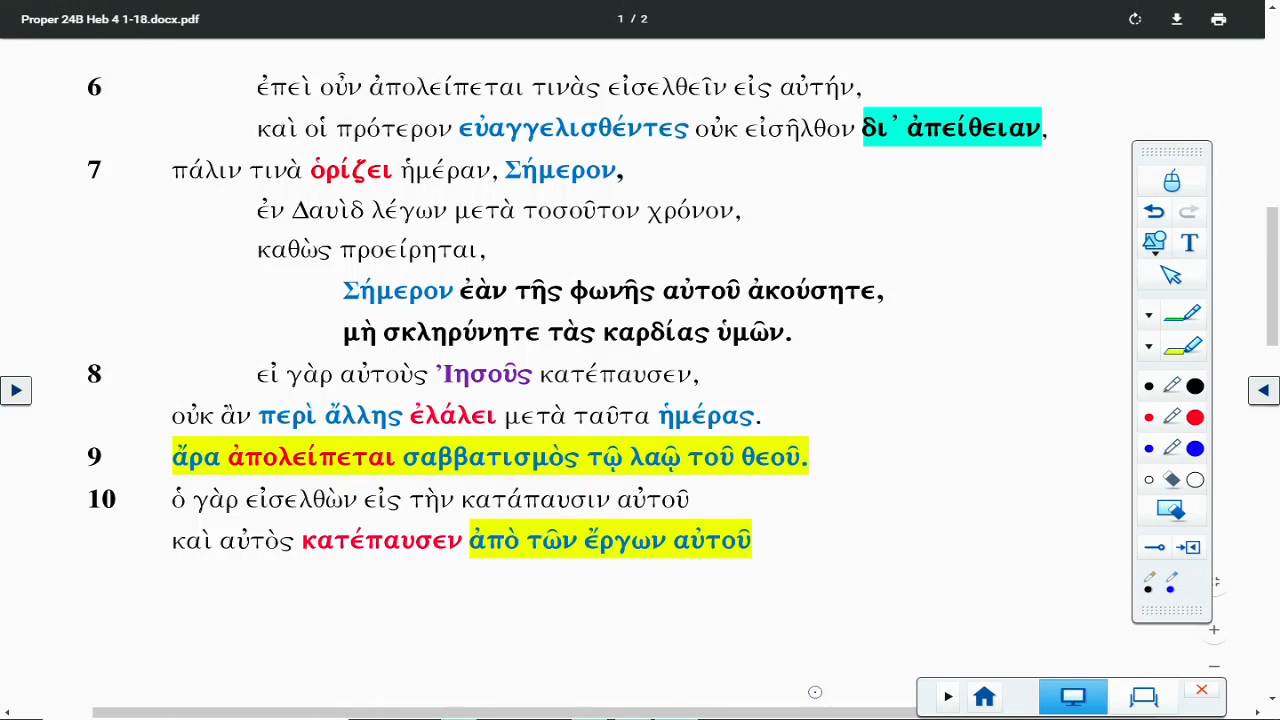 Proper 24B Heb 4 1-18.docx.pdf
1 / 2
6 ἐπεὶ οὖν ἀπολείπεται τινὰς εἰσελθεῖν εἰς αὐτήν,
καὶ οἱ πρότερον εὐαγγελισθέντες οὐκ εἰσῆλθον δι᾽ ἀπείθειαν,
7 πάλιν τινὰ ὁρίζει ἡμέραν, Σήμερον,
ἐν Δαυὶδ λέγων μετὰ τοσοῦτον χρόνον,
καθὼς προείρηται,
Σήμερον ἐὰν τῆς φωνῆς αὐτοῦ ἀκούσητε,
μὴ σκληρύνητε τὰς καρδίας ὑμῶν.
8 εἰ γὰρ αὐτοὺς Ἰησοῦς κατέπαυσεν,
οὐκ ἂν περὶ ἄλλης ἐλάλει μετὰ ταῦτα ἡμέρας.
9 ἄρα ἀπολείπεται σαββατισμὸς τῷ λαῷ τοῦ θεοῦ.
10 ὁ γὰρ εἰσελθὼν εἰς τὴν κατάπαυσιν αὐτοῦ
καὶ αὐτὸς κατέπαυσεν ἀπὸ τῶν ἔργων αὐτοῦ
T